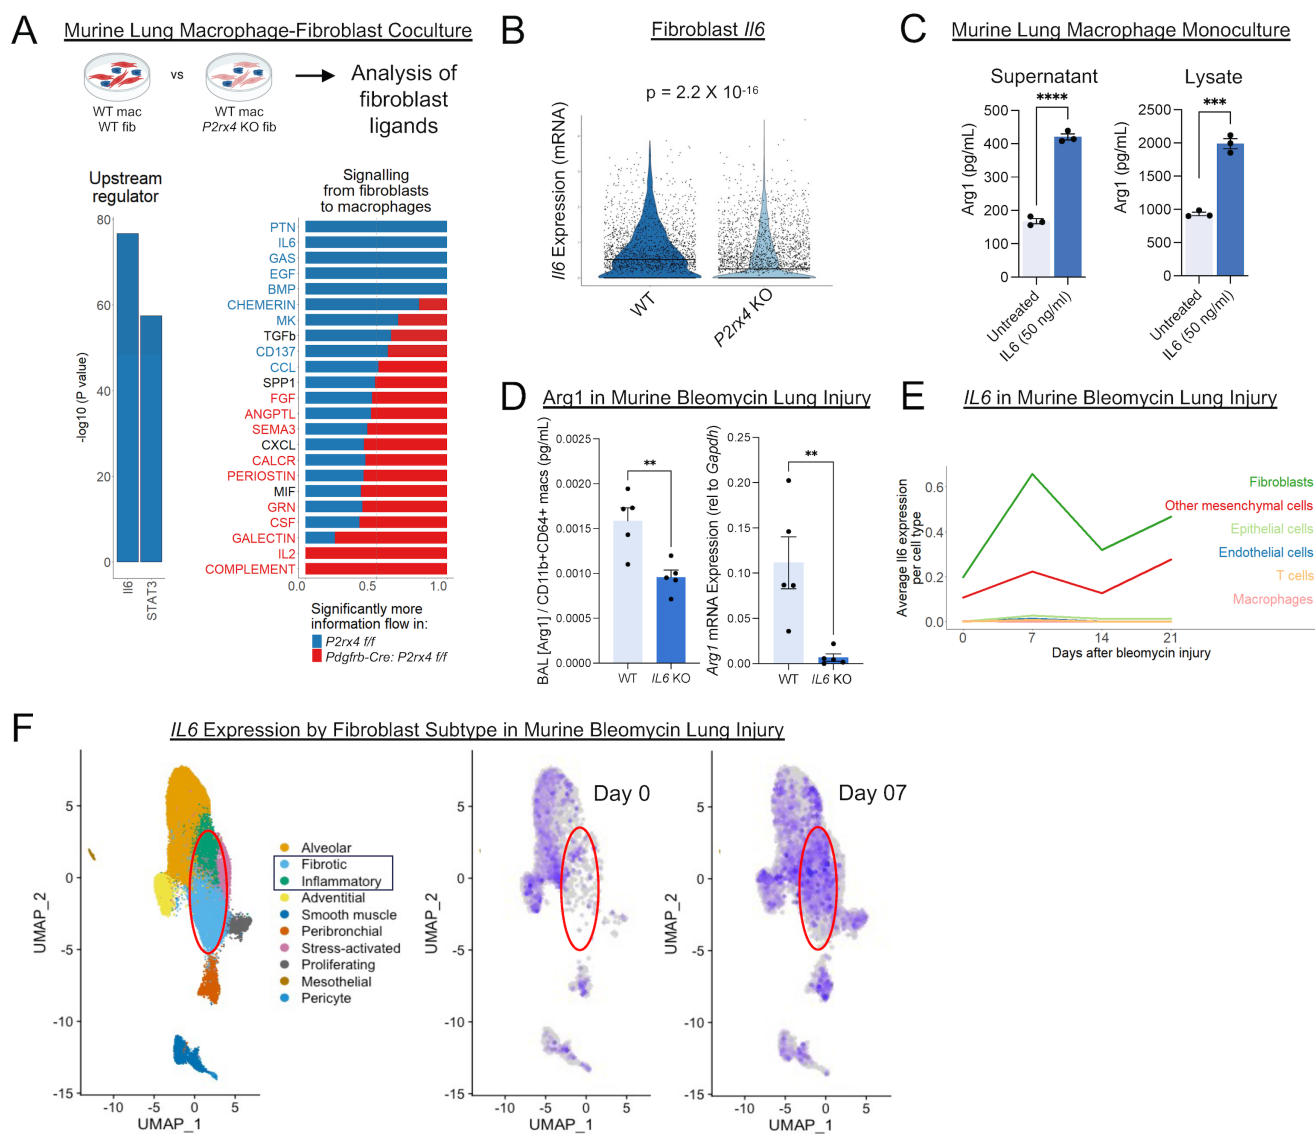 A
Murine Lung Macrophage-Fibroblast Coculture
vs
WT mac
WT fib
WT mac
P2rx4 KO fib
Analysis of
fibroblast
ligands
Upstream
regulator
-log10 (P value)
80
60
40
20
0
Il6
STAT3
Signalling
from fibroblasts
to macrophages
PTN
IL6
GAS
EGF
BMP
CHEMERIN
MK
TGFb
CD137
CCL
SPP1
FGF
ANGPTL
SEMA3
CXCL
CALCR
PERIOSTIN
MIF
GRN
CSF
GALECTIN
IL2
COMPLEMENT
0.0
0.5
1.0
Significantly more
information flow in:
P2rx4 f/f
Pdgfrb-Cre: P2rx4 f/f
B
Fibroblast Il6
p = 2.2 X 10-16
Il6 Expression (mRNA)
WT
P2rx4 KO
C
Murine Lung Macrophage Monoculture
Supernatant
****
Arg1 (pg/mL)
500
400
300
200
100
0
Untreated
IL6 (50 ng/ml)
Lysate
***
Arg1 (pg/mL)
2500
2000
1500
1000
500
0
Untreated
IL6 (50 ng/ml)
D
Arg1 in Murine Bleomycin Lung Injury
BAL [Arg1] / CD11b+CD64+ macs (pg/mL)
0.0025
0.0020
0.0015
0.0010
0.0005
0.0000
**
WT
IL6 KO
Arg1 mRNA Expression (rel to Gapdh)
0.25
0.20
0.15
0.10
0.05
0.00
**
WT
IL6 KO
E
IL6 in Murine Bleomycin Lung Injury
Average Il6 expression
per cell type
0.6
0.4
0.2
0.0
0
7
14
21
Days after bleomycin injury
Fibroblasts
Other mesenchymal cells
Epithelial cells
Endothelial cells
T cells
Macrophages
F
IL6 Expression by Fibroblast Subtype in Murine Bleomycin Lung Injury
UMAP_2
5
0
-5
-10
-15
-10
-5
0
5
UMAP_1
Alveolar
Fibrotic
Inflammatory
Adventitial
Smooth muscle
Peribronchial
Stress-activated
Proliferating
Mesothelial
Pericyte
Day 0
UMAP_2
5
0
-5
-10
-15
-10
-5
0
5
UMAP_1
Day 07
UMAP_2
5
0
-5
-10
-15
-10
-5
0
5
UMAP_1